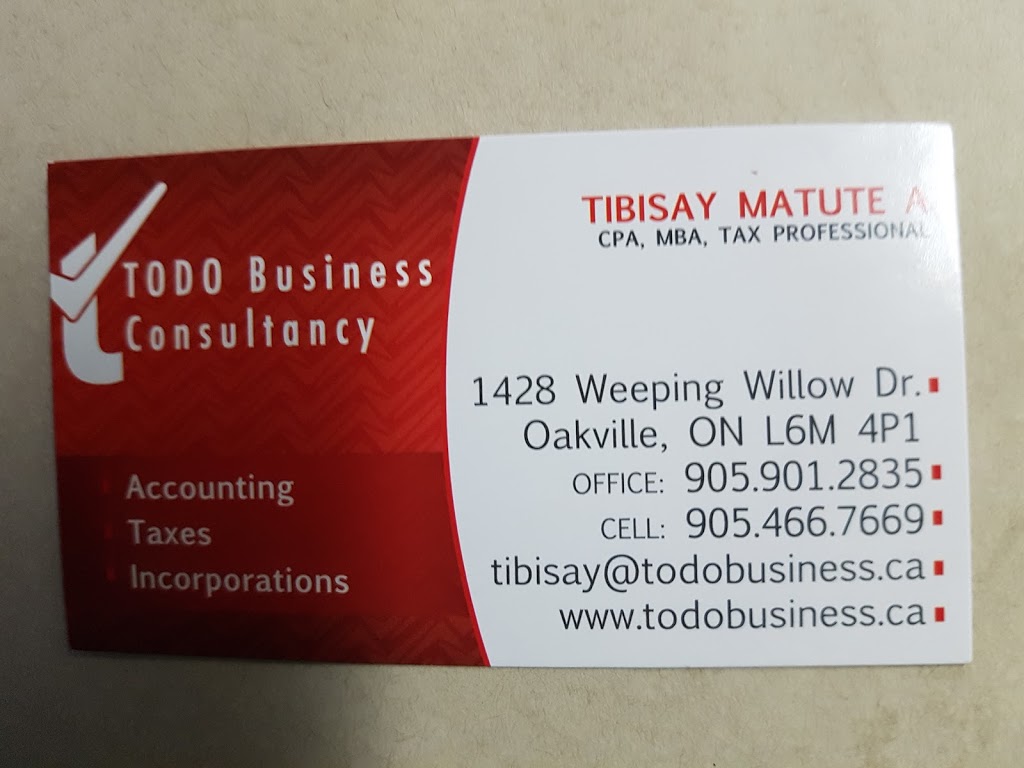 TODO Business
Consultancy
Accounting
Taxes
Incorporations
TIBISAY MATUTE A
CPA, MBA, TAX PROFESSIONAL
1428 Weeping Willow Dr.
Oakville, ON L6M 4P1
OFFICE: 905.901.2835
CELL: 905.466.7669
tibisay@todobusiness.ca
www.todobusiness.ca